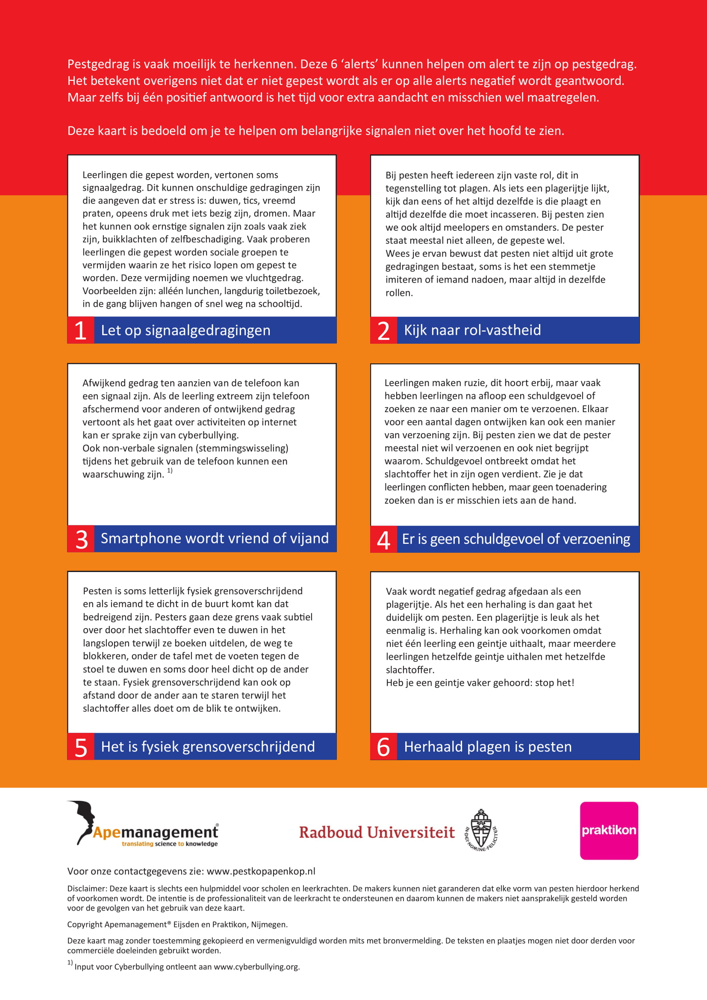 Pestgedrag is vaak moeilijk te herkennen. Deze 6 ‘alerts’ kunnen helpen om alert te zijn op pestgedrag.
Het betekent overigens niet dat er niet gepest wordt als er op alle alerts negatief wordt geantwoord.
Maar zelfs bij één positief antwoord is het tijd voor extra aandacht en misschien wel maatregelen.
Deze kaart is bedoeld om je te helpen om belangrijke signalen niet over het hoofd te zien.
Leerlingen die gepest worden, vertonen soms
signaalgedrag. Dit kunnen onschuldige gedragingen zijn
die aangeven dat er stress is: duwen, tics, vreemd
praten, opeens druk met iets bezig zijn, dromen. Maar
het kunnen ook ernstige signalen zijn zoals vaak ziek
zijn, buikklachten of zelfbeschadiging. Vaak proberen
leerlingen die gepest worden sociale groepen te
vermijden waarin ze het risico lopen om gepest te
worden. Deze vermijding noemen we vluchtgedrag.
Voorbeelden zijn: alléén lunchen, langdurig toiletbezoek,
in de gang blijven hangen of snel weg na schooltijd.
1 Let op signaalgedragingen
Bij pesten heeft iedereen zijn vaste rol, dit in
tegenstelling tot plagen. Als iets een plagerijtje lijkt,
kijk dan eens of het altijd dezelfde is die plaagt en
altijd dezelfde die moet incasseren. Bij pesten zien
we ook altijd meelopers en omstanders. De pester
staat meestal niet alleen, de gepeste wel.
Wees je ervan bewust dat pesten niet altijd uit grote
gedragingen bestaat, soms is het een stemmetje
imiteren of iemand nadoen, maar altijd in dezelfde
rollen.
2 Kijk naar rol-vastheid
Afwijkend gedrag ten aanzien van de telefoon kan
een signaal zijn. Als de leerling extreem zijn telefoon
afschermend voor anderen of ontwijkend gedrag
vertoont als het gaat over activiteiten op internet
kan er sprake zijn van cyberbullying.
Ook non-verbale signalen (stemmingswisseling)
tijdens het gebruik van de telefoon kunnen een
waarschuwing zijn. 1)
3 Smartphone wordt vriend of vijand
Leerlingen maken ruzie, dit hoort erbij, maar vaak
hebben leerlingen na afloop een schuldgevoel of
zoeken ze naar een manier om te verzoenen. Elkaar
voor een aantal dagen ontwijken kan ook een manier
van verzoening zijn. Bij pesten zien we dat de pester
meestal niet wil verzoenen en ook niet begrijpt
waarom. Schuldgevoel ontbreekt omdat het
slachtoffer het in zijn ogen verdient. Zie je dat
leerlingen conflicten hebben, maar geen toenadering
zoeken dan is er misschien iets aan de hand.
4 Er is geen schuldgevoel of verzoening
Pesten is soms letterlijk fysiek grensoverschrijdend
en als iemand te dicht in de buurt komt kan dat
bedreigend zijn. Pesters gaan deze grens vaak subtiel
over door het slachtoffer even te duwen in het
langslopen terwijl ze boeken uitdelen, de weg te
blokkeren, onder de tafel met de voeten tegen de
stoel te duwen en soms door heel dicht op de ander
te staan. Fysiek grensoverschrijdend kan ook op
afstand door de ander aan te staren terwijl het
slachtoffer alles doet om de blik te ontwijken.
5 Het is fysiek grensoverschrijdend
Vaak wordt negatief gedrag afgedaan als een
plagerijtje. Als het een herhaling is dan gaat het
duidelijk om pesten. Een plagerijtje is leuk als het
eenmalig is. Herhaling kan ook voorkomen omdat
niet één leerling een geintje uithaalt, maar meerdere
leerlingen hetzelfde geintje uithalen met hetzelfde
slachtoffer.
Heb je een geintje vaker gehoord: stop het!
6 Herhaald plagen is pesten
Apemanagement®
translating science to knowledge
Radboud Universiteit
IN·DEI·NOMINE·FELICITER
praktikon
Voor onze contactgegevens zie: www.pestkopapenkop.nl
Disclaimer: Deze kaart is slechts een hulpmiddel voor scholen en leerkrachten. De makers kunnen niet garanderen dat elke vorm van pesten hierdoor herkend
of voorkomen wordt. De intentie is de professionaliteit van de leerkracht te ondersteunen en daarom kunnen de makers niet aansprakelijk gesteld worden
voor de gevolgen van het gebruik van deze kaart.
Copyright Apemanagement® Eijsden en Praktikon, Nijmegen.
Deze kaart mag zonder toestemming gekopieerd en vermenigvuldigd worden mits met bronvermelding. De teksten en plaatjes mogen niet door derden voor
commerciële doeleinden gebruikt worden.
1) Input voor Cyberbullying ontleent aan www.cyberbullying.org.